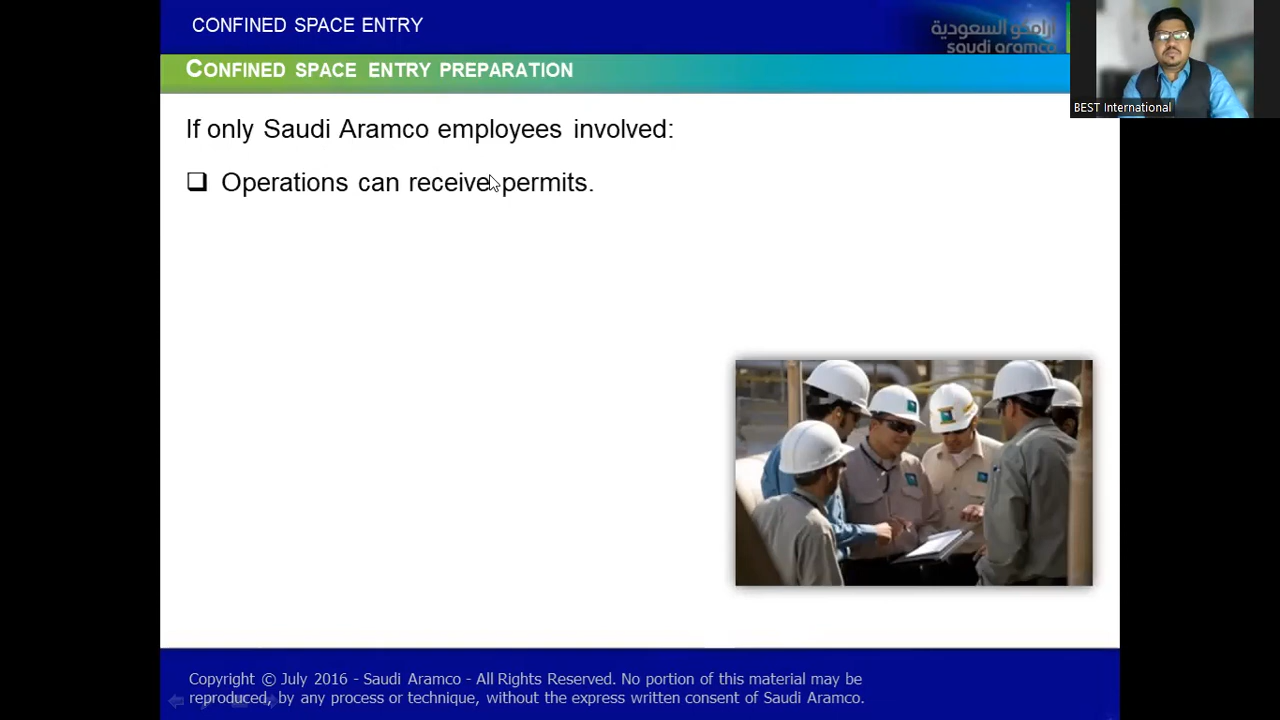 CONFINED SPACE ENTRY
أرامكو السعودية
saudi aramco
CONFINED SPACE ENTRY PREPARATION
BEST International
If only Saudi Aramco employees involved:
Operations can receive permits.
Copyright © July 2016 - Saudi Aramco - All Rights Reserved. No portion of this material may be
reproduced, by any process or technique, without the express written consent of Saudi Aramco.